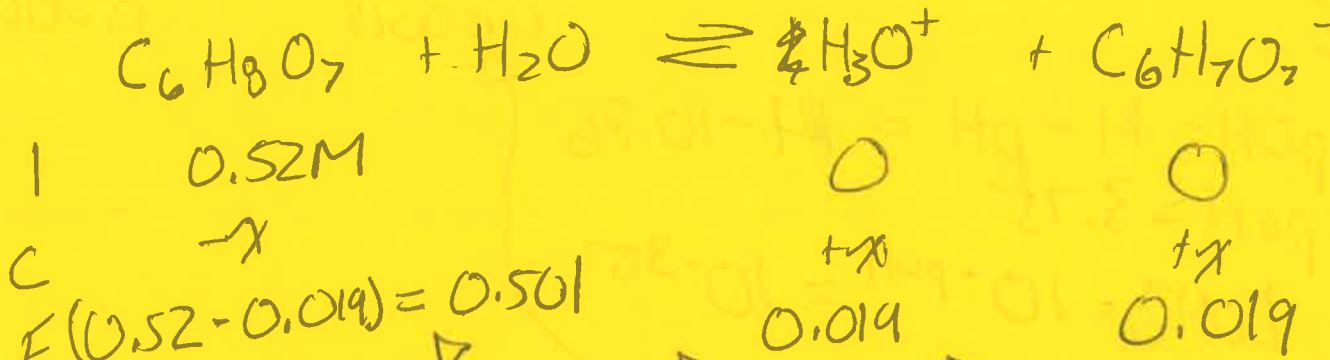 C₆H₈O₇ + H₂O ⇌ H₃O⁺ + C₆H₇O₇⁻
I 0.52M 0 0
C -x +x +x
E (0.52-0.019) = 0.501 0.019 0.019